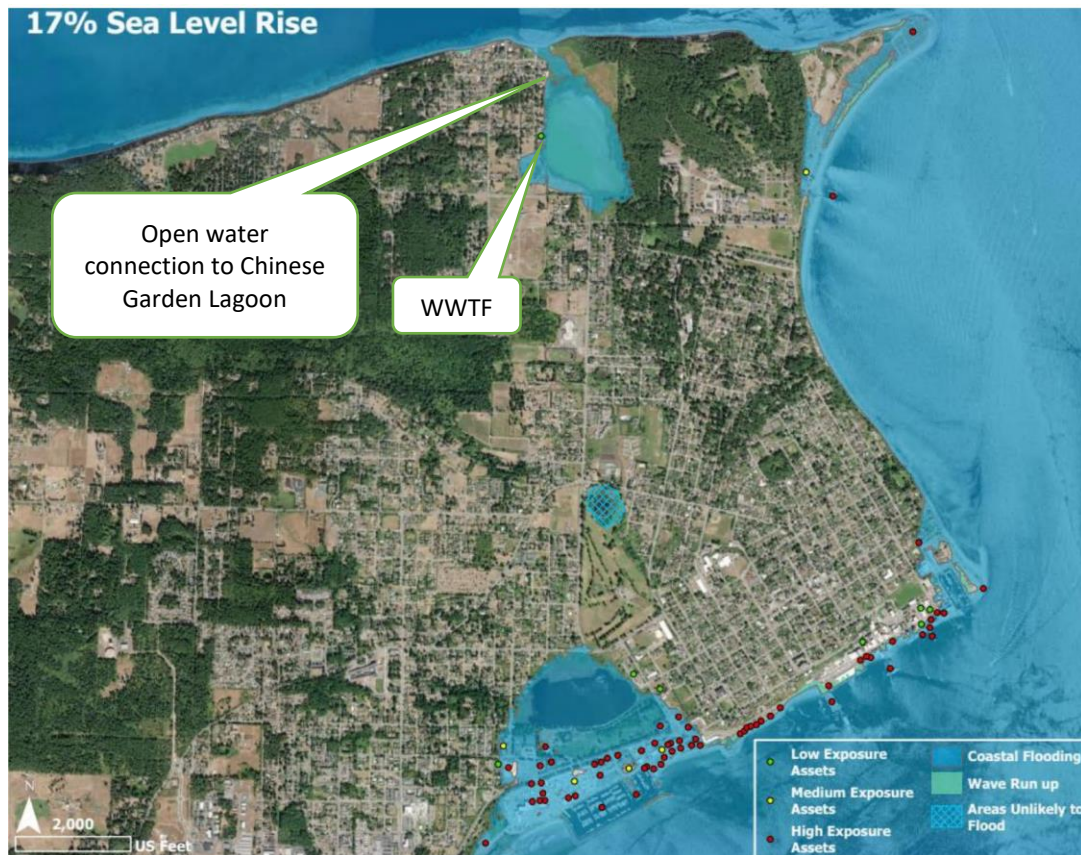 17% Sea Level Rise
Open water
connection to Chinese
Garden Lagoon
WWTF
N
2,000
US Feet
Low Exposure
Assets
Medium Exposure
Assets
High Exposure
Assets
Coastal Flooding
Wave Run up
Areas Unlikely to
Flood